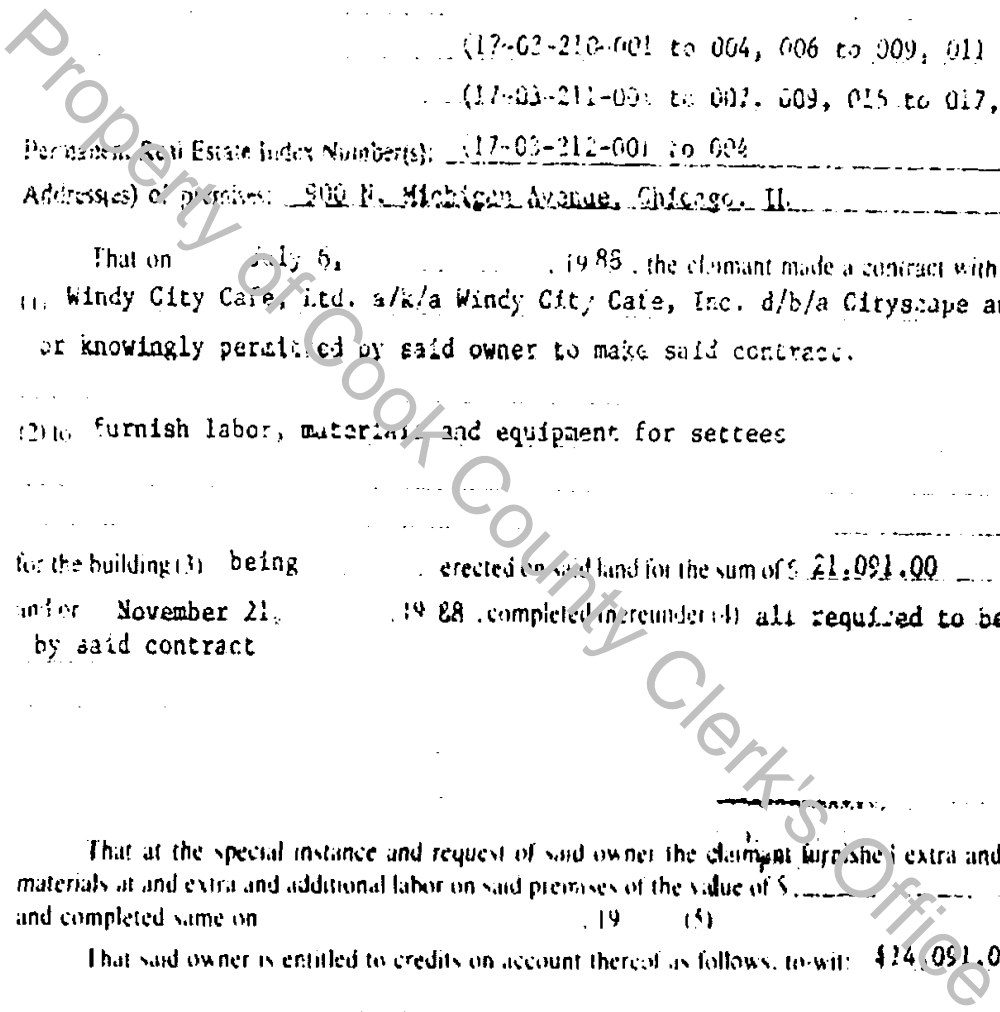 (17-03-210-001 to 004, 006 to 009, 011
(17-03-211-001 to 007, 009, 015 to 017,
Permanent Real Estate Index Number(s): (17-03-212-001 to 004
Address(es) of premises: 900 N. Michigan Avenue, Chicago, IL
That on July 6, , 1988 , the claimant made a contract with
(1) Windy City Cafe, Ltd. a/k/a Windy City Cafe, Inc. d/b/a Cityscape
or knowingly permitted by said owner to make said contract.
(2) to furnish labor, materials and equipment for settees
for the building (3) being erected on said land for the sum of $ 21,091.00
and on November 21, , 19 88 , completed thereunder (4) all required to be
by said contract
That at the special instance and request of said owner the claimant furnished extra and
materials at and extra and additional labor on said premises of the value of $
and completed same on , 19 (5)
That said owner is entitled to credits on account thereof as follows, to-wit: $14,091.0
Property of Cook County Clerk's Office